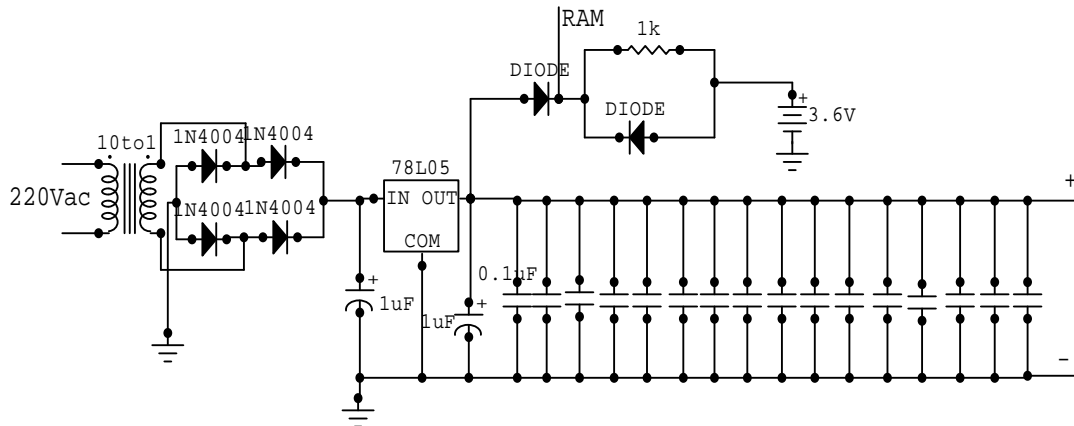 RAM
1k
DIODE
DIODE
+
3.6V
10to1
1N4004
1N4004
78L05
+
220Vac
1N4004
1N4004
IN OUT
COM
+
1uF
0.1uF
+
1uF
-